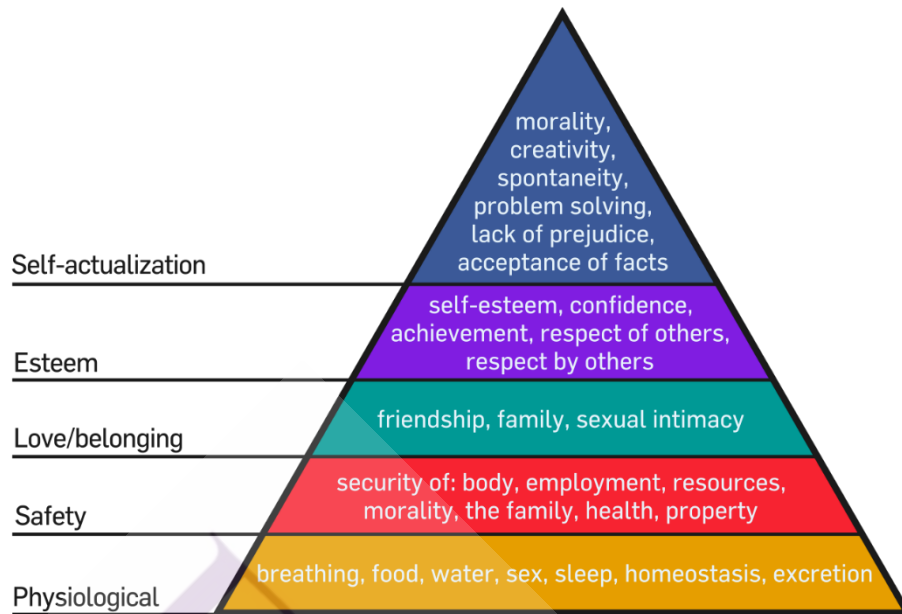 morality,
creativity,
spontaneity,
problem solving,
lack of prejudice,
acceptance of facts
Self-actualization
self-esteem, confidence,
achievement, respect of others,
respect by others
Esteem
friendship, family, sexual intimacy
Love/belonging
security of: body, employment, resources,
morality, the family, health, property
Safety
breathing, food, water, sex, sleep, homeostasis, excretion
Physiological